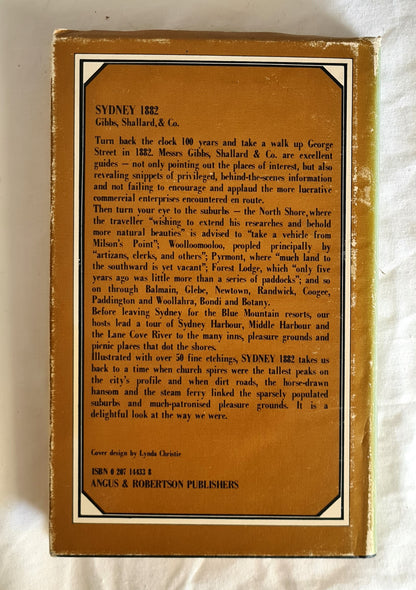 SYDNEY 1882
Gibbs, Shallard, & Co.
Turn back the clock 100 years and take a walk up George
Street in 1882. Messrs Gibbs, Shallard & Co. are excellent
guides — not only pointing out the places of interest, but also
revealing snippets of privileged, behind-the-scenes information
and not failing to encourage and applaud the more lucrative
commercial enterprises encountered en route.
Then turn your eye to the suburbs — the North Shore, where
the traveller "wishing to extend his researches and behold
more natural beauties" is advised to "take a vehicle from
Milson's Point"; Woolloomooloo, peopled principally by
"artizans, clerks, and others"; Pyrmont, where "much land to
the southward is yet vacant"; Forest Lodge, which "only five
years ago was little more than a series of paddocks"; and so
on through Balmain, Glebe, Newtown, Randwick, Coogee,
Paddington and Woollahra, Bondi and Botany.
Before leaving Sydney for the Blue Mountain resorts, our
hosts lead a tour of Sydney Harbour, Middle Harbour and
the Lane Cove River to the many inns, pleasure grounds and
picnic places that dot the shores.
Illustrated with over 50 fine etchings, SYDNEY 1882 takes us
back to a time when church spires were the tallest peaks on
the city's profile and when dirt roads, the horse-drawn
hansom and the steam ferry linked the sparsely populated
suburbs and much-patronised pleasure grounds. It is a
delightful look at the way we were.
Cover design by Lynda Christie
ISBN 0 207 14433 8
ANGUS & ROBERTSON PUBLISHERS